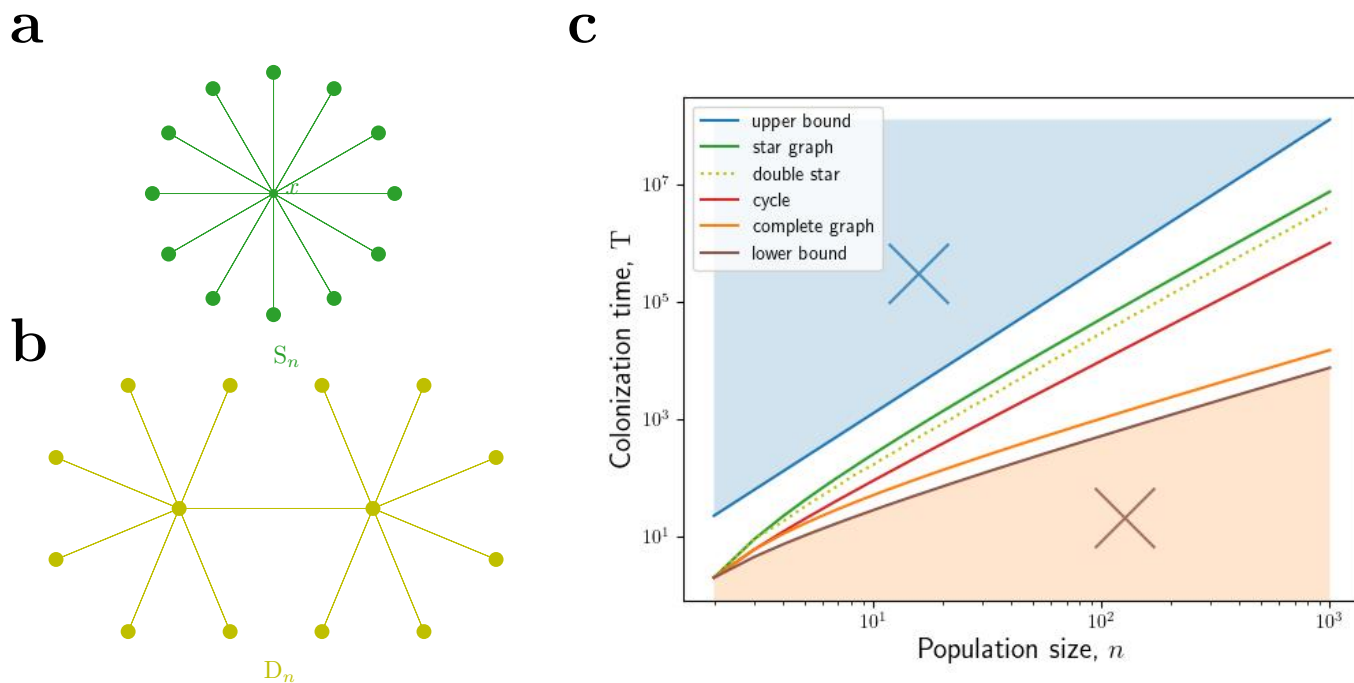 a
x
S_n
b
D_n
c
Colonization time, T
10^7
10^5
10^3
10^1
upper bound
star graph
double star
cycle
complete graph
lower bound
10^1
10^2
10^3
Population size, n